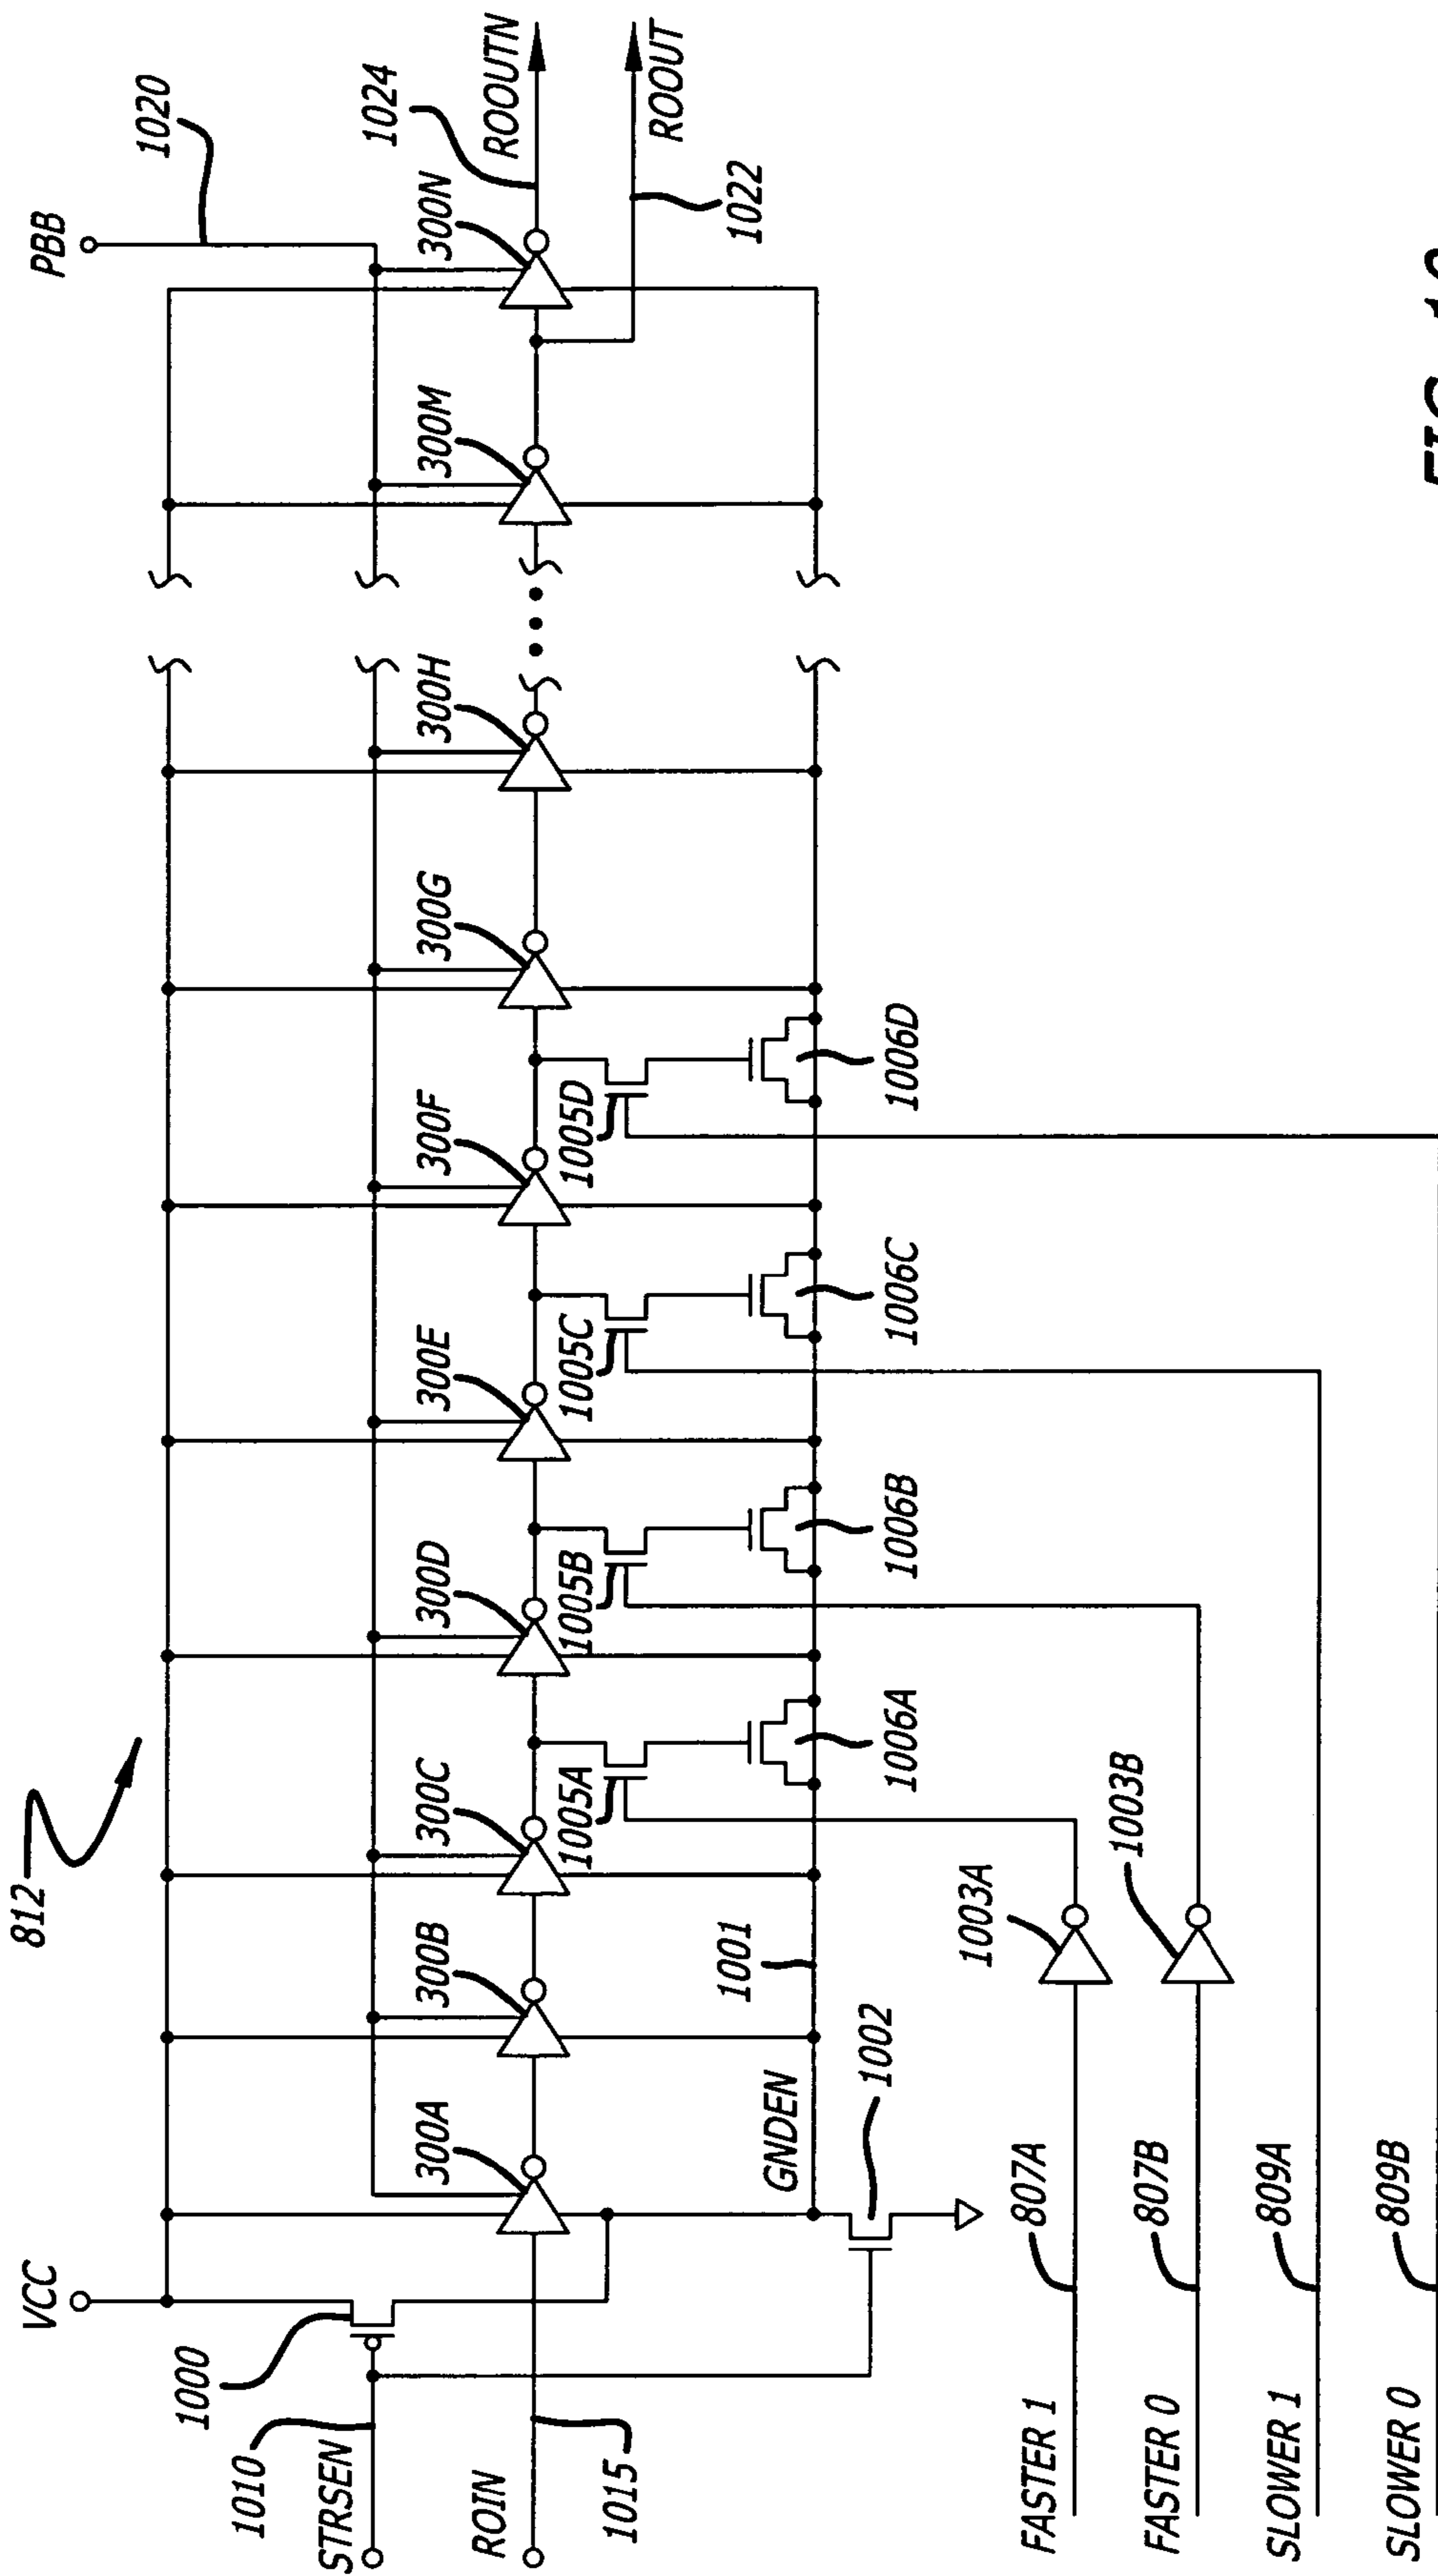 812
VCC
PBB
1020
1000
1010
STRSEN
300A
300B
300C
300D
300E
300F
300G
300H
300M
300N
1024
ROOUTN
ROIN
1015
ROOUT
1022
1005A
1005B
1005C
1005D
GNDEN
1001
1002
1006A
1006B
1006C
1006D
1003A
1003B
FASTER 1
807A
FASTER 0
807B
SLOWER 1
809A
SLOWER 0
809B